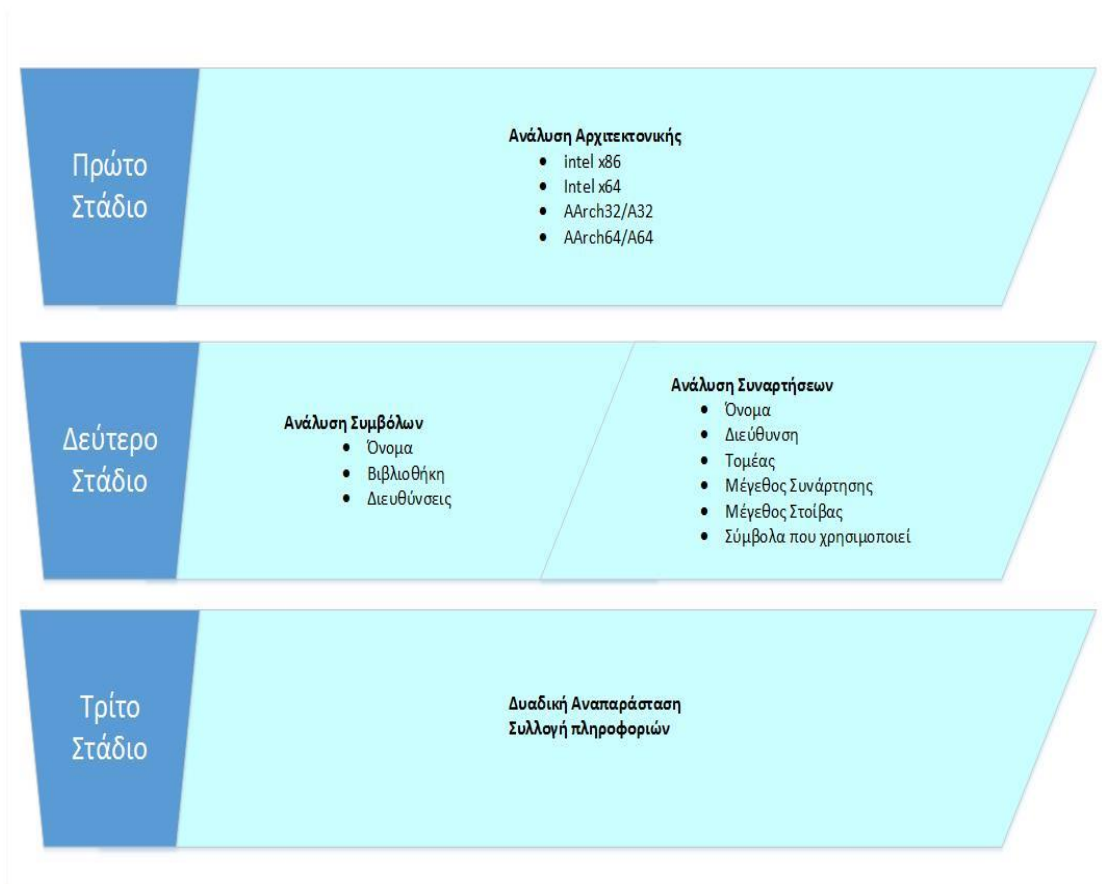 Πρώτο
Στάδιο
Ανάλυση Αρχιτεκτονικής
• intel x86
• Intel x64
• AArch32/A32
• AArch64/A64
Δεύτερο
Στάδιο
Ανάλυση Συμβόλων
• Όνομα
• Βιβλιοθήκη
• Διευθύνσεις
Ανάλυση Συναρτήσεων
• Όνομα
• Διεύθυνση
• Τομέας
• Μέγεθος Συνάρτησης
• Μέγεθος Στοίβας
• Σύμβολα που χρησιμοποιεί
Τρίτο
Στάδιο
Δυαδική Αναπαράσταση
Συλλογή πληροφοριών